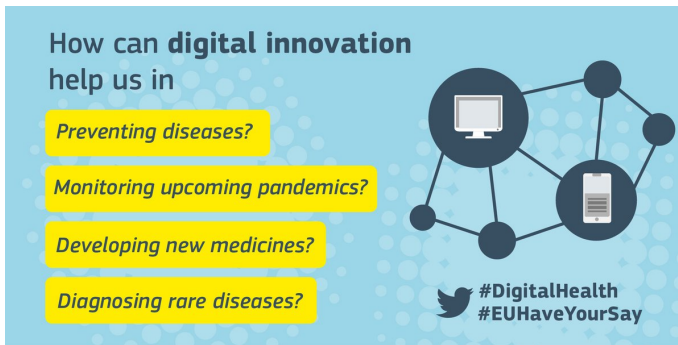 How can digital innovation
help us in
Preventing diseases?
Monitoring upcoming pandemics?
Developing new medicines?
Diagnosing rare diseases?
#DigitalHealth
#EUHaveYourSay